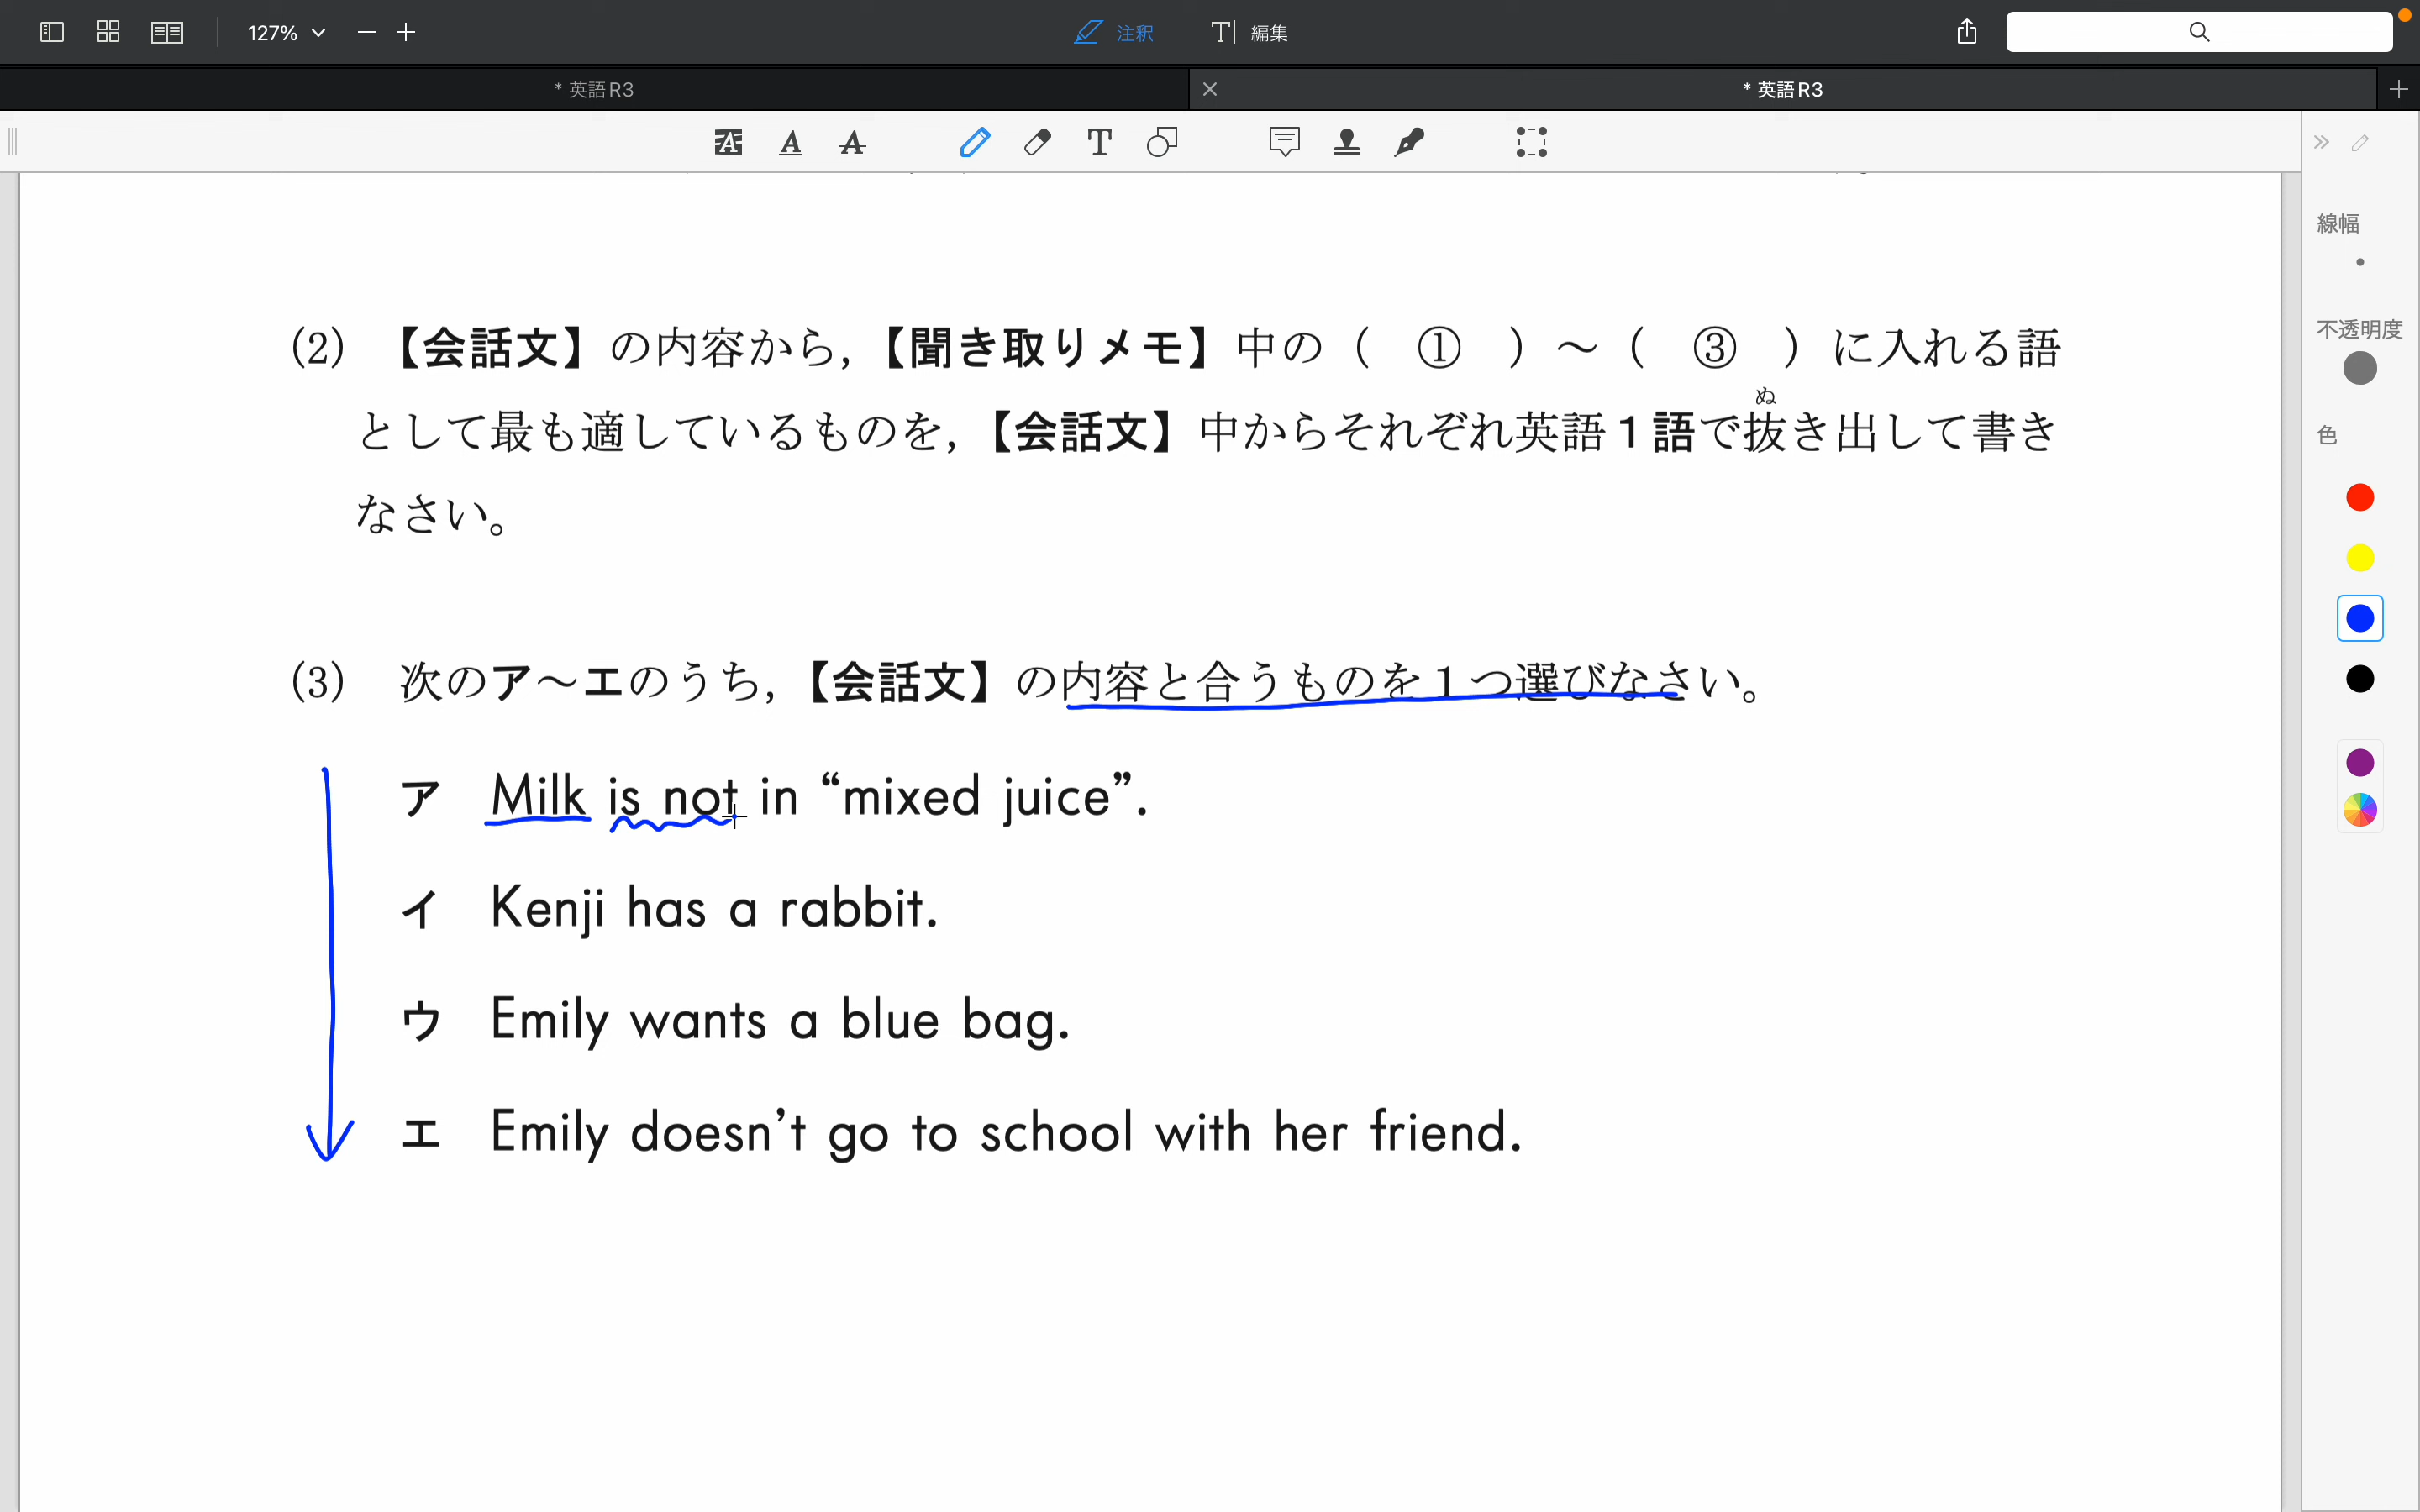 127%
注釈
編集
* 英語R3
* 英語R3
線幅
不透明度
色
(2) 【会話文】の内容から,【聞き取りメモ】中の( ① )～( ③ )に入れる語
ぬ
として最も適しているものを,【会話文】中からそれぞれ英語1語で抜き出して書き
なさい。
(3) 次のア～エのうち,【会話文】の内容と合うものを1つ選びなさい。
ア Milk is not in “mixed juice”.
イ Kenji has a rabbit.
ウ Emily wants a blue bag.
エ Emily doesn’t go to school with her friend.